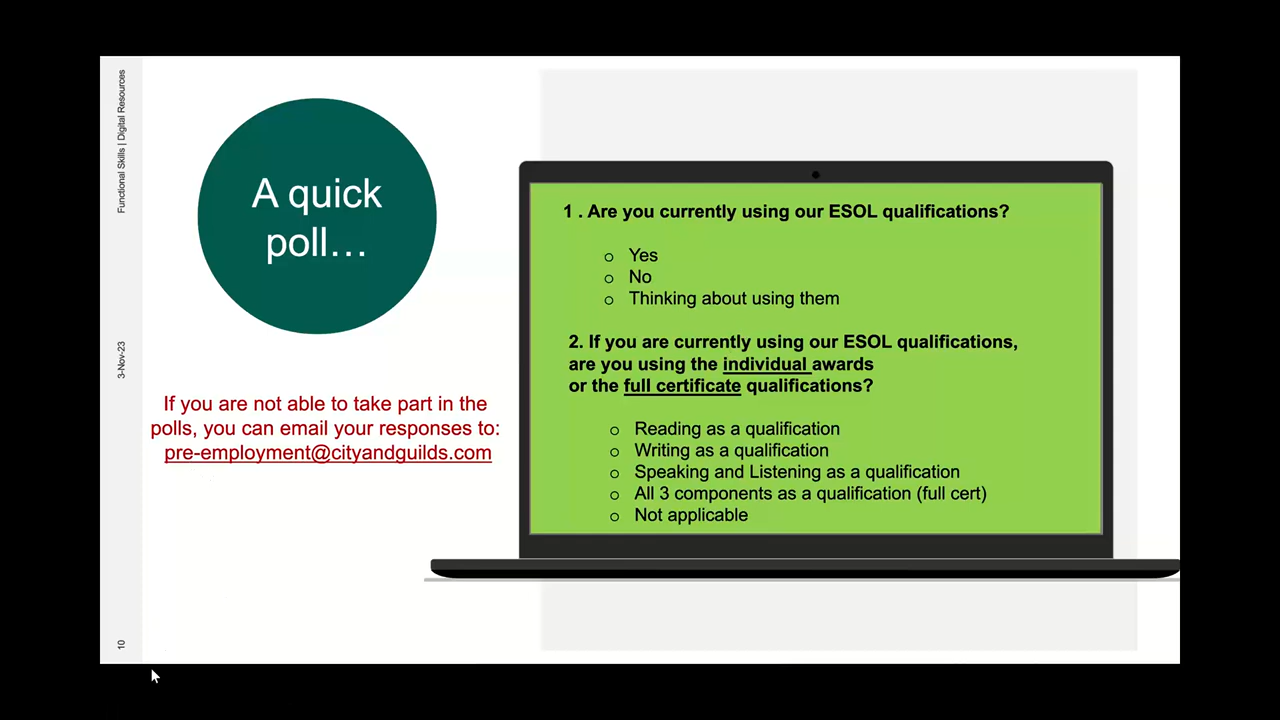 Functional Skills | Digital Resources
3-Nov-23
10
A quick
poll…
If you are not able to take part in the
polls, you can email your responses to:
pre-employment@cityandguilds.com
1 . Are you currently using our ESOL qualifications?
o Yes
o No
o Thinking about using them
2. If you are currently using our ESOL qualifications,
are you using the individual awards
or the full certificate qualifications?
o Reading as a qualification
o Writing as a qualification
o Speaking and Listening as a qualification
o All 3 components as a qualification (full cert)
o Not applicable